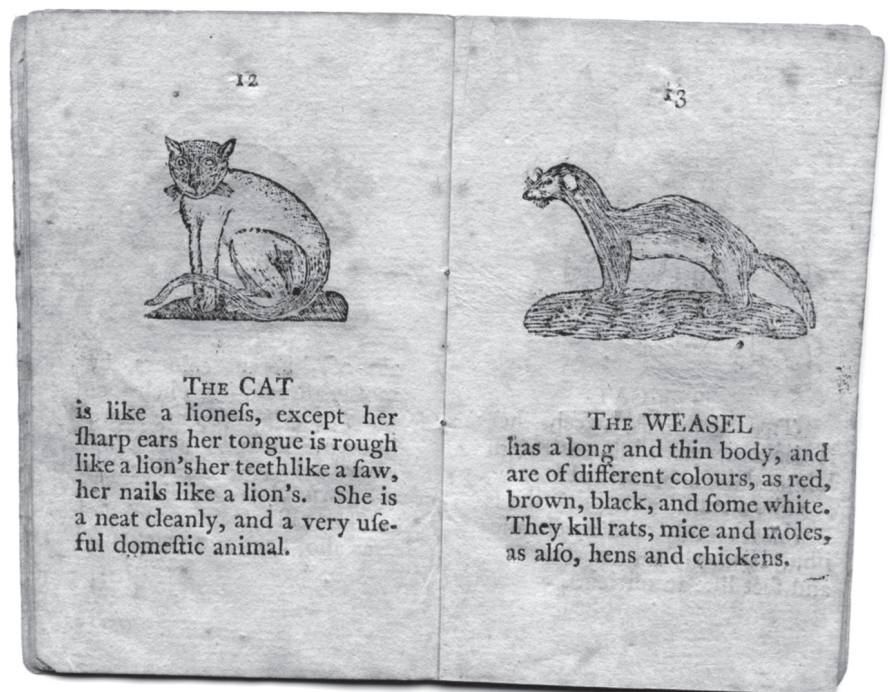 12
THE CAT
is like a lioneſs, except her
ſharp ears her tongue is rough
like a lion'sher teethlike a ſaw,
her nails like a lion's. She is
a neat cleanly, and a very uſe-
ful domeſtic animal.
13
THE WEASEL
has a long and thin body, and
are of different colours, as red,
brown, black, and ſome white.
They kill rats, mice and moles,
as alſo, hens and chickens.